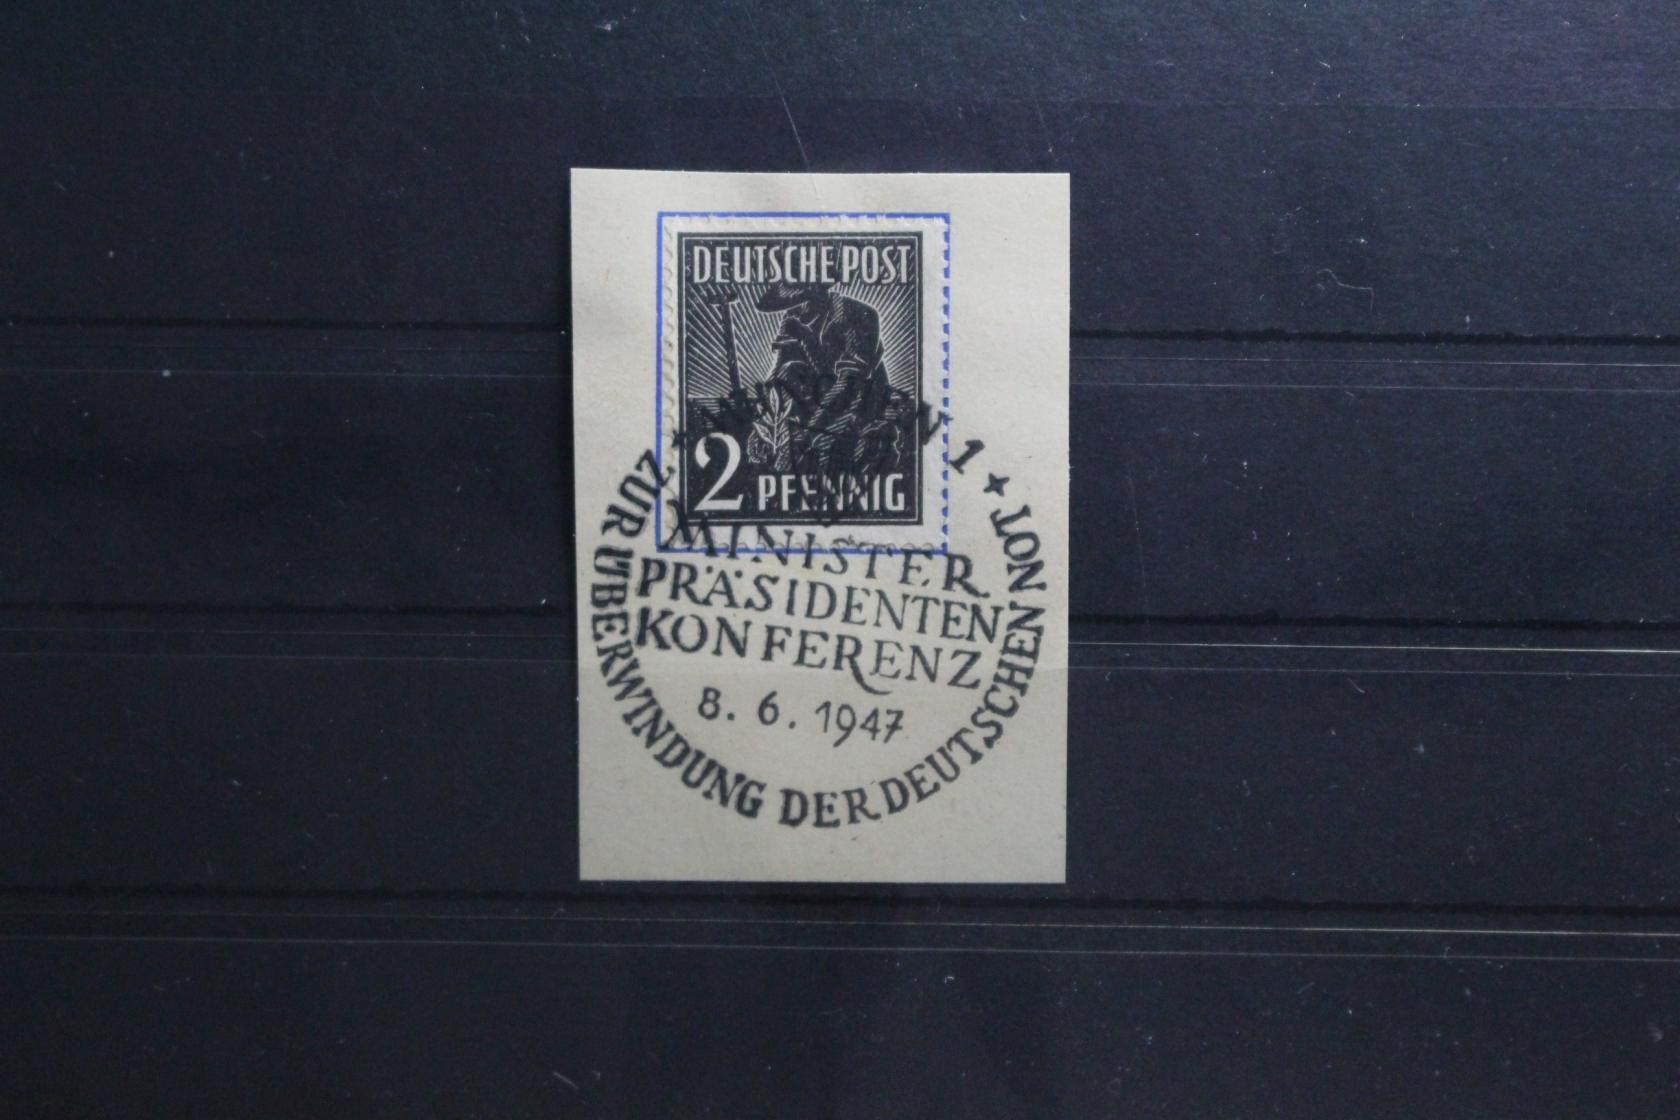 DEUTSCHE POST
2 PFENNIG
MÜNCHEN 1
MINISTER
PRÄSIDENTEN
KONFERENZ
8. 6. 1947
ZUR ÜBERWINDUNG DER DEUTSCHEN NOT